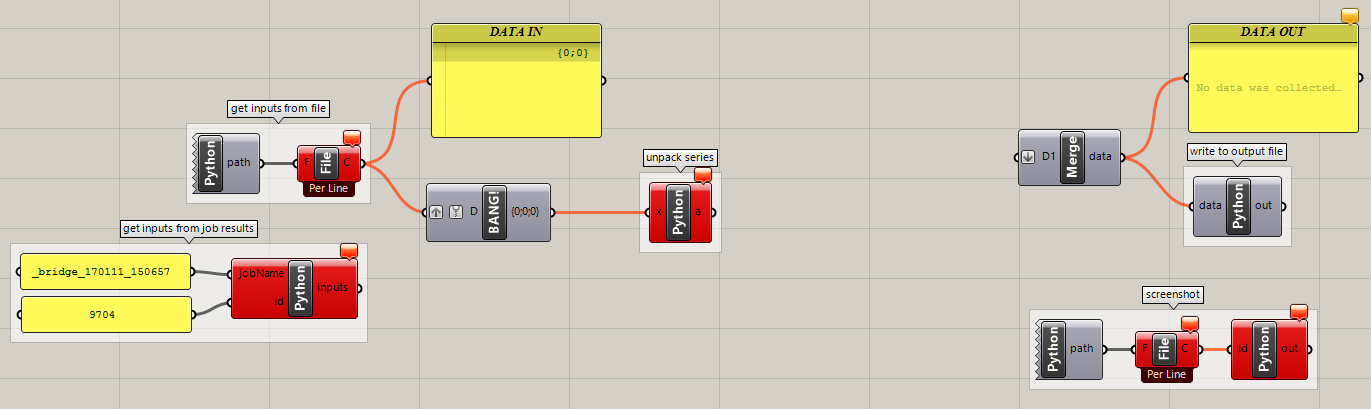 DATA IN
{0;0}
DATA OUT
No data was collected…
get inputs from file
Python
path
F
File
C
Per Line
D
BANG!
{0;0;0}
unpack series
x
Python
a
D1
Merge
data
write to output file
data
Python
out
get inputs from job results
_bridge_170111_150657
9704
jobName
id
Python
inputs
screenshot
Python
path
F
File
C
Per Line
id
Python
out